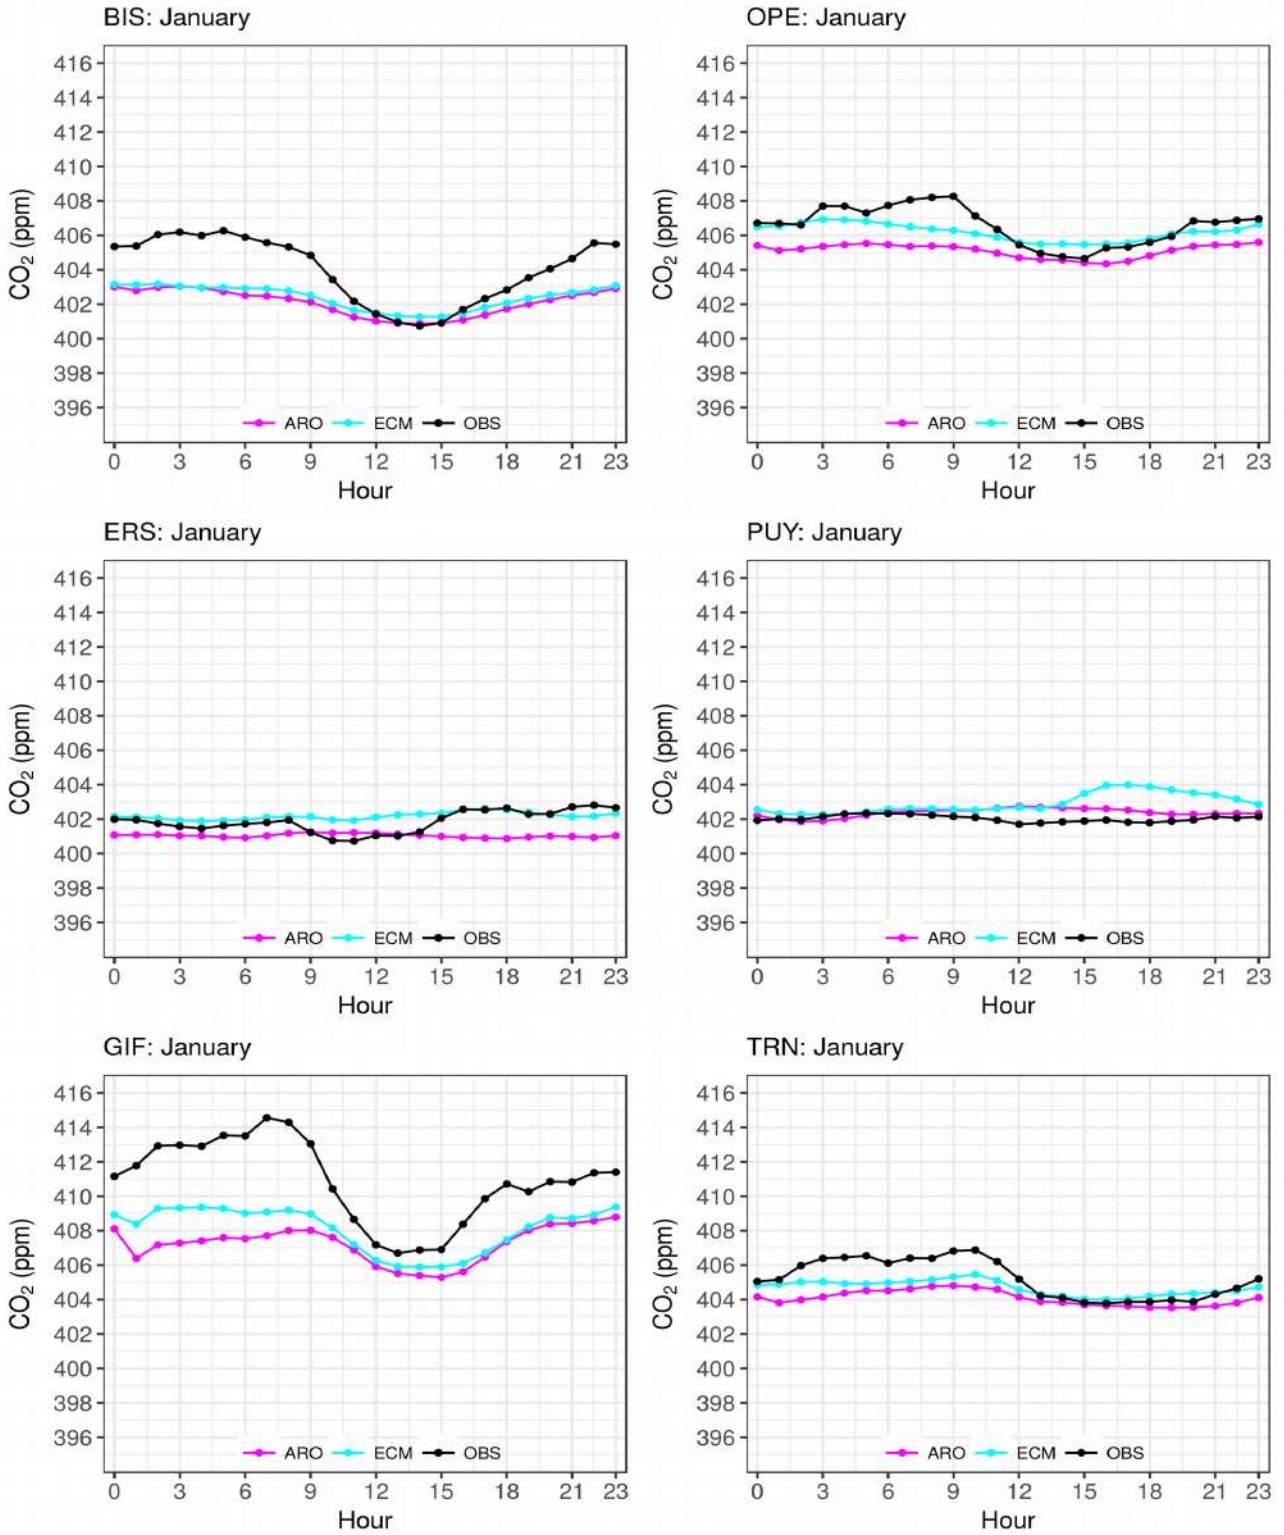 BIS: January
416
414
412
410
408
406
404
402
400
398
396
CO₂ (ppm)
ARO ECM OBS
0 3 6 9 12 15 18 21 23
Hour
OPE: January
416
414
412
410
408
406
404
402
400
398
396
CO₂ (ppm)
ARO ECM OBS
0 3 6 9 12 15 18 21 23
Hour
ERS: January
416
414
412
410
408
406
404
402
400
398
396
CO₂ (ppm)
ARO ECM OBS
0 3 6 9 12 15 18 21 23
Hour
PUY: January
416
414
412
410
408
406
404
402
400
398
396
CO₂ (ppm)
ARO ECM OBS
0 3 6 9 12 15 18 21 23
Hour
GIF: January
416
414
412
410
408
406
404
402
400
398
396
CO₂ (ppm)
ARO ECM OBS
0 3 6 9 12 15 18 21 23
Hour
TRN: January
416
414
412
410
408
406
404
402
400
398
396
CO₂ (ppm)
ARO ECM OBS
0 3 6 9 12 15 18 21 23
Hour